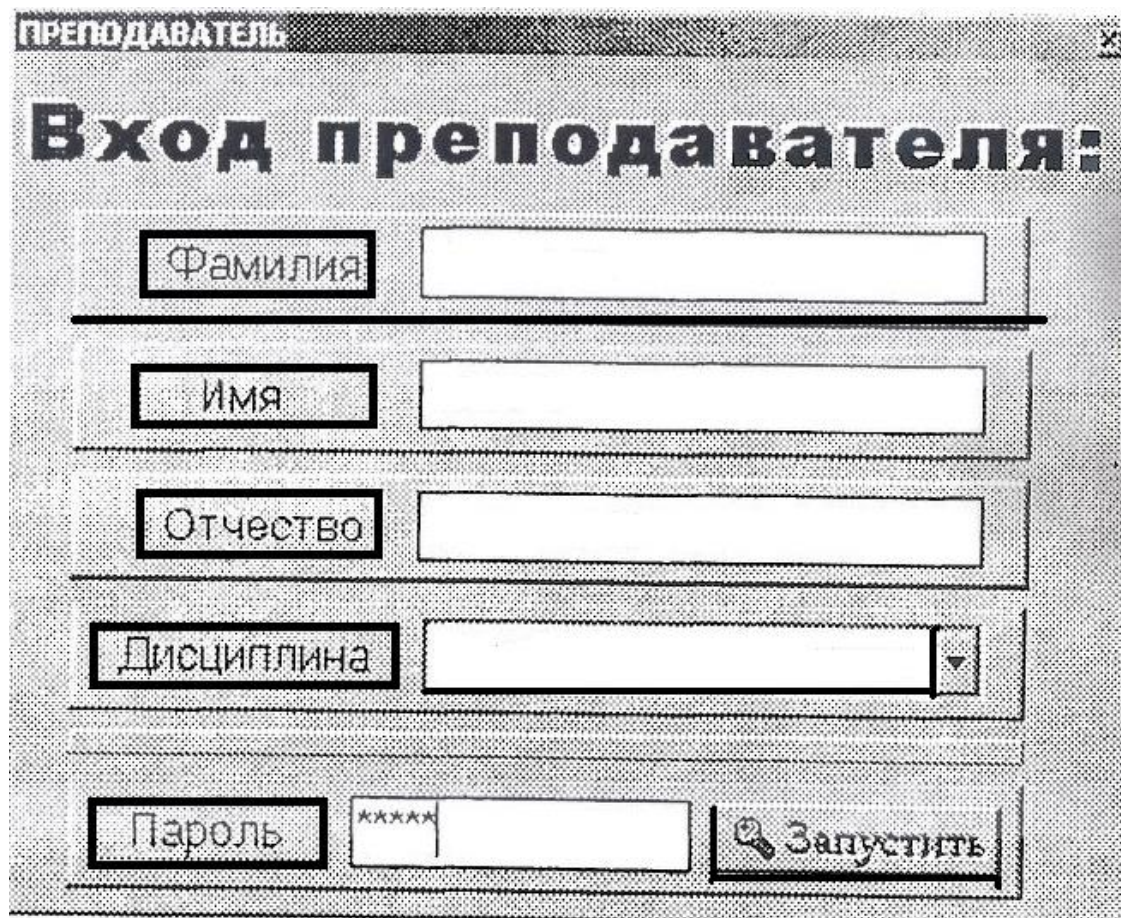 ПРЕПОДАВАТЕЛЬ
Вход преподавателя:
Фамилия
Имя
Отчество
Дисциплина
Пароль *****
Запустить